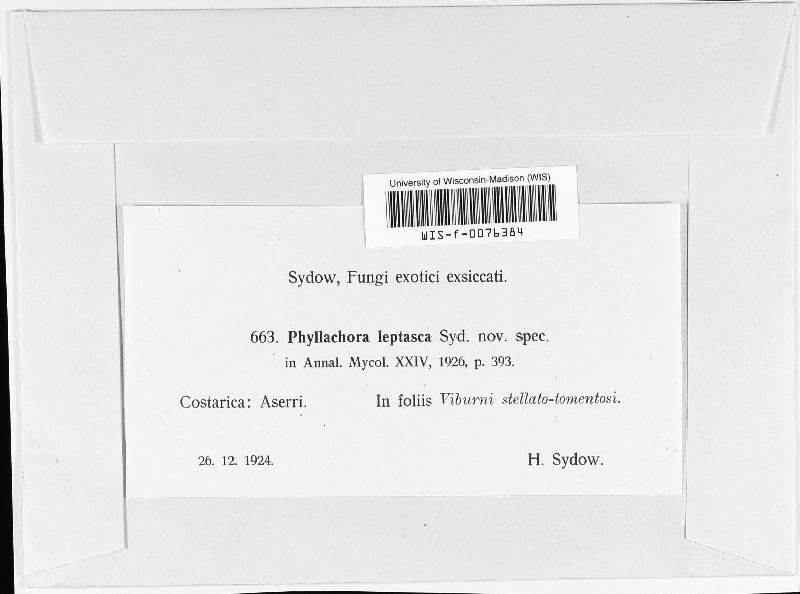 University of Wisconsin-Madison (WIS)
WIS-f-0076384
Sydow, Fungi exotici exsiccati.
663. Phyllachora leptasca Syd. nov. spec.
in Annal. Mycol. XXIV, 1926, p. 393.
Costarica: Aserri. In foliis Viburni stellato-tomentosi.
26. 12. 1924. H. Sydow.